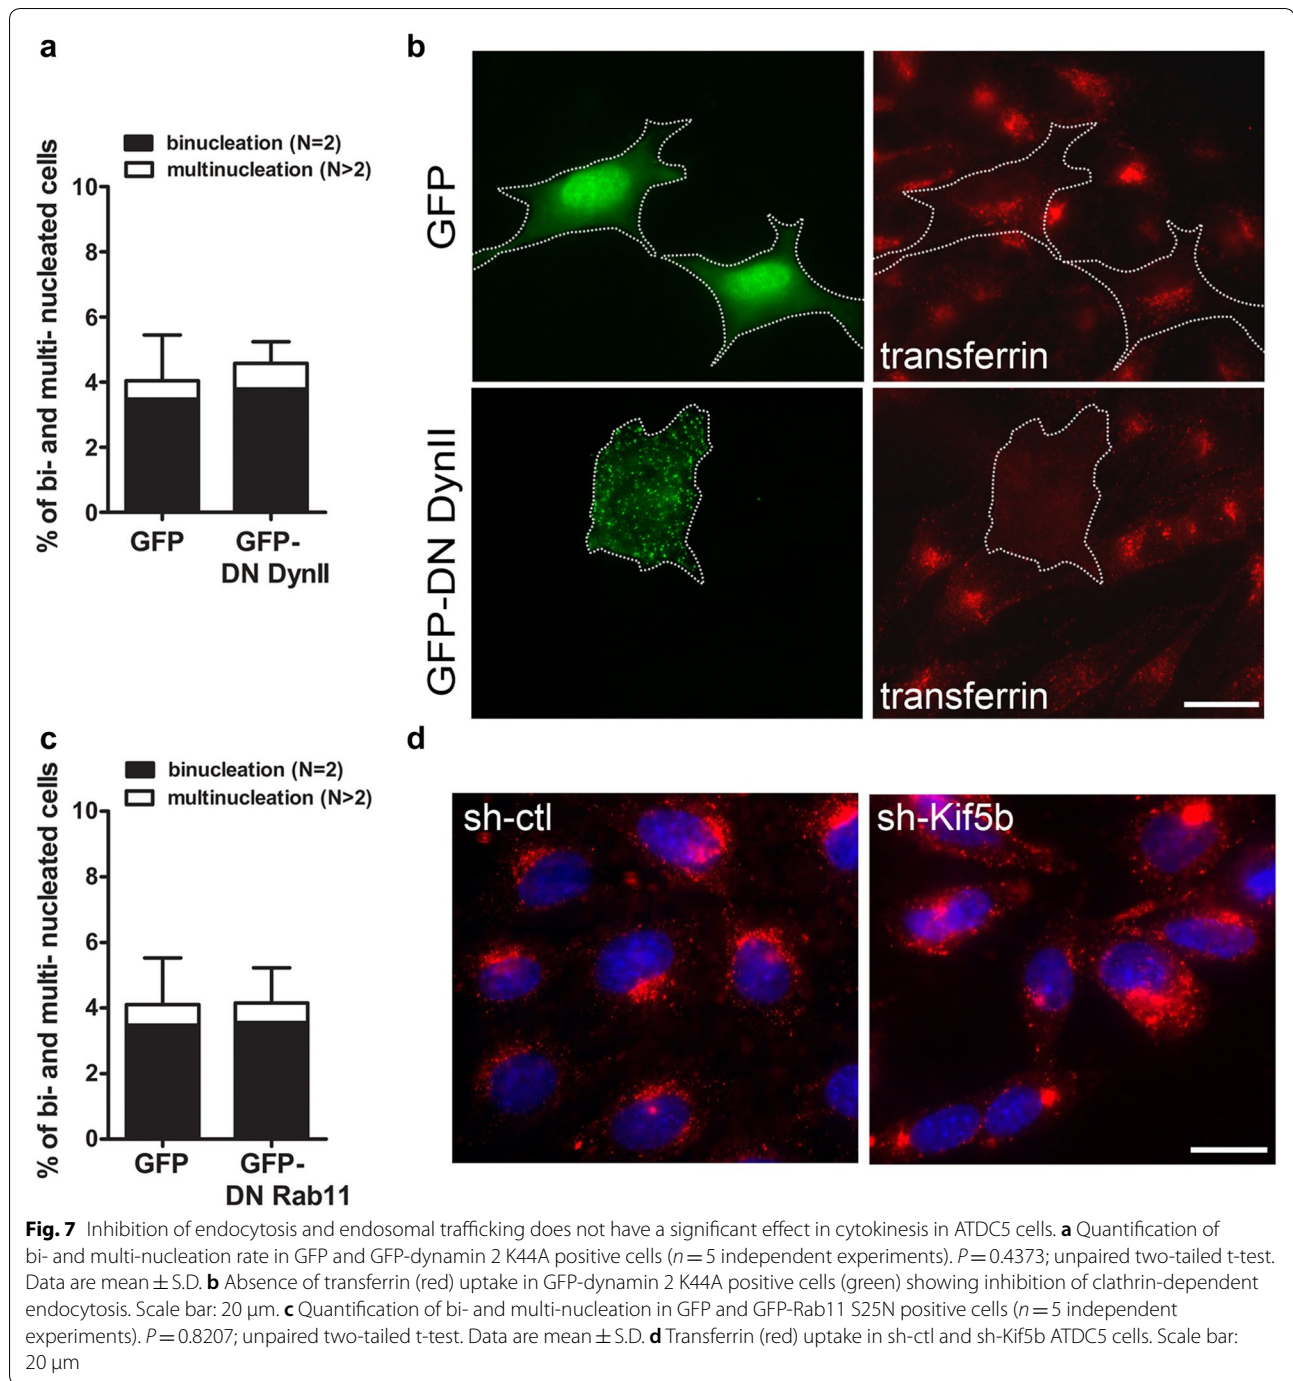 a
binucleation (N=2)
multinucleation (N>2)
% of bi- and multi- nucleated cells
10
8
6
4
2
0
GFP
GFP-
DN DynII
b
GFP
transferrin
GFP-DN DynII
transferrin
c
binucleation (N=2)
multinucleation (N>2)
% of bi- and multi- nucleated cells
10
8
6
4
2
0
GFP
GFP-
DN Rab11
d
sh-ctl
sh-Kif5b
Fig. 7 Inhibition of endocytosis and endosomal trafficking does not have a significant effect in cytokinesis in ATDC5 cells. a Quantification of
bi- and multi-nucleation rate in GFP and GFP-dynamin 2 K44A positive cells (n = 5 independent experiments). P = 0.4373; unpaired two-tailed t-test.
Data are mean ± S.D. b Absence of transferrin (red) uptake in GFP-dynamin 2 K44A positive cells (green) showing inhibition of clathrin-dependent
endocytosis. Scale bar: 20 μm. c Quantification of bi- and multi-nucleation in GFP and GFP-Rab11 S25N positive cells (n = 5 independent
experiments). P = 0.8207; unpaired two-tailed t-test. Data are mean ± S.D. d Transferrin (red) uptake in sh-ctl and sh-Kif5b ATDC5 cells. Scale bar:
20 μm